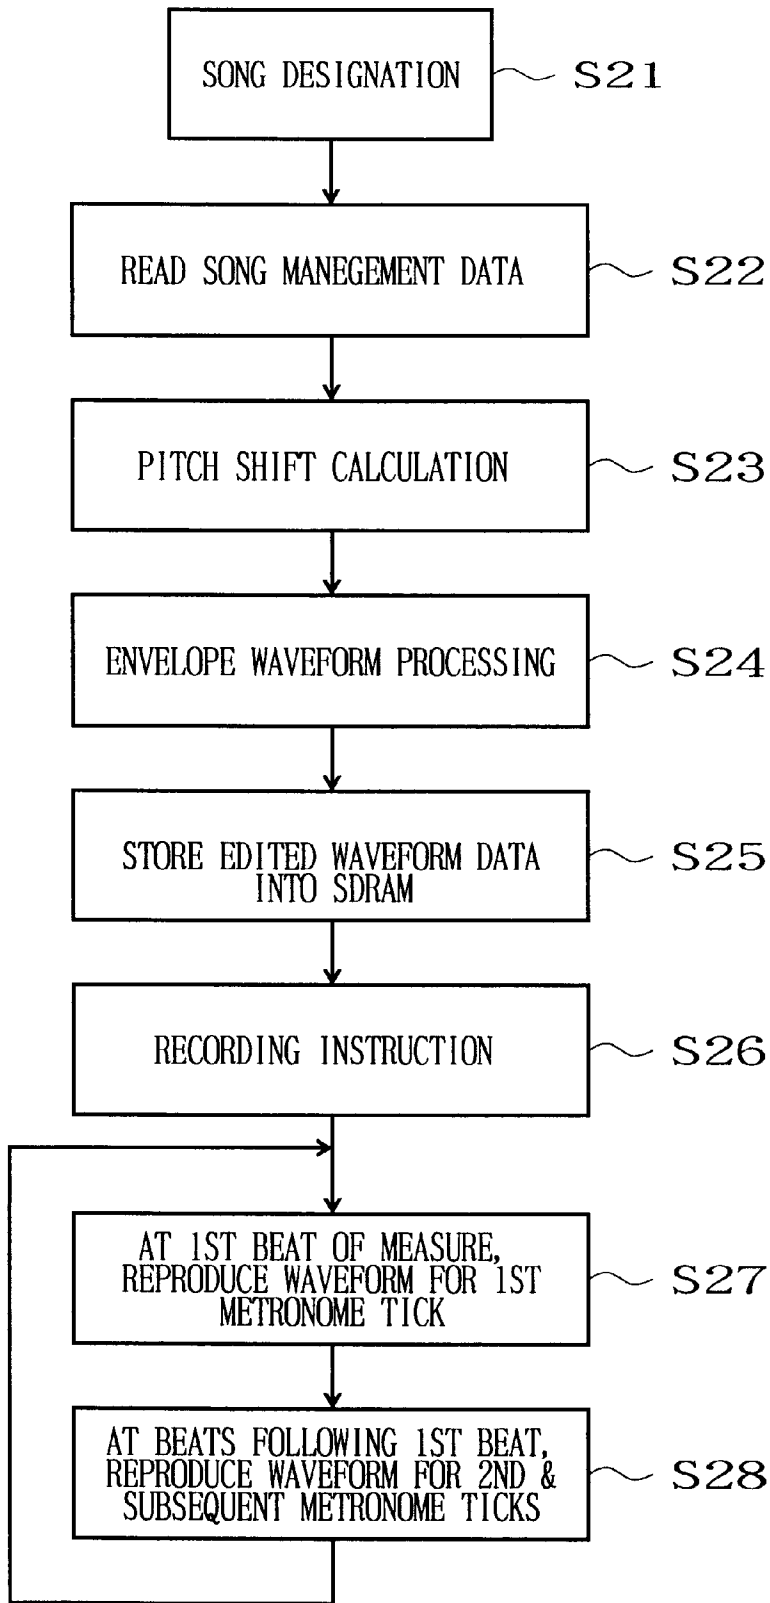 SONG DESIGNATION
S21
READ SONG MANEGEMENT DATA
S22
PITCH SHIFT CALCULATION
S23
ENVELOPE WAVEFORM PROCESSING
S24
STORE EDITED WAVEFORM DATA
INTO SDRAM
S25
RECORDING INSTRUCTION
S26
AT 1ST BEAT OF MEASURE,
REPRODUCE WAVEFORM FOR 1ST
METRONOME TICK
S27
AT BEATS FOLLOWING 1ST BEAT,
REPRODUCE WAVEFORM FOR 2ND &
SUBSEQUENT METRONOME TICKS
S28